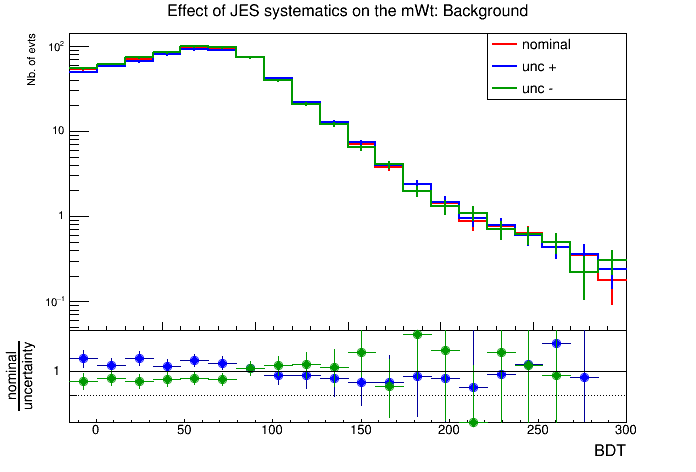 Effect of JES systematics on the mWt: Background
Nb. of evts
10²
10
1
10⁻¹
nominal
unc +
unc -
nominal
uncertainty
1
0 50 100 150 200 250 300
BDT